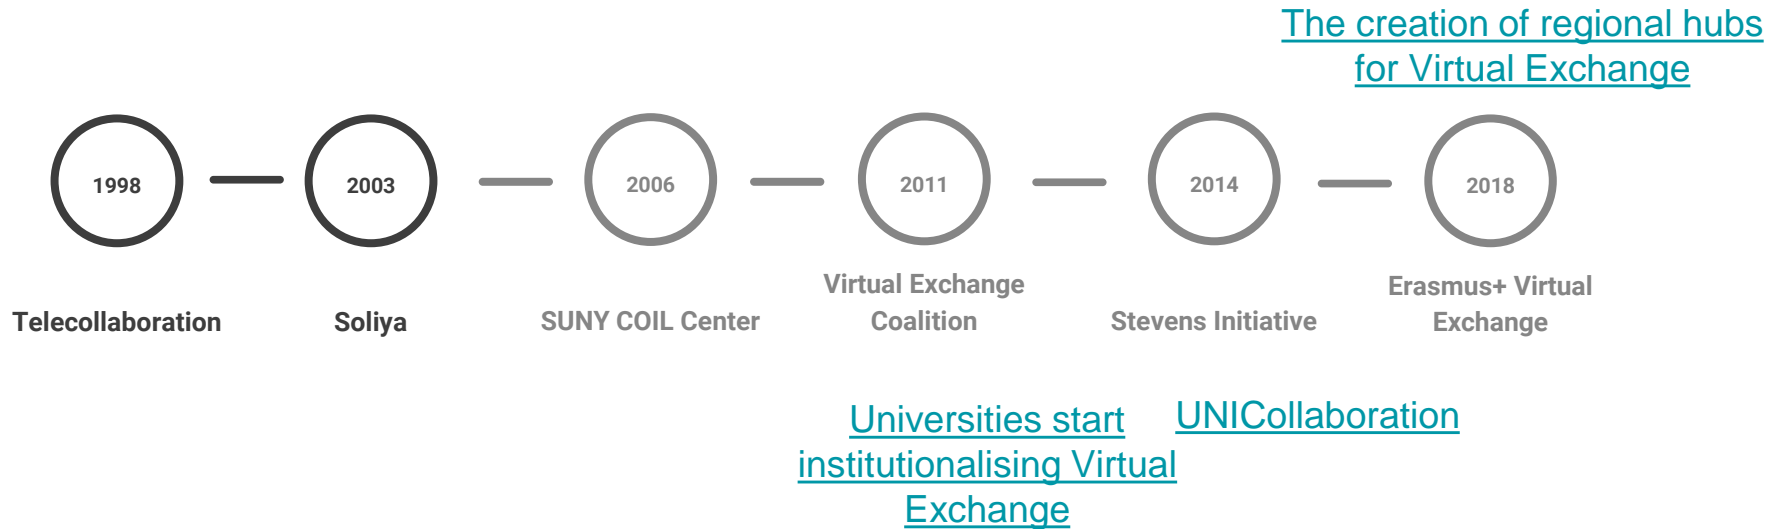 The creation of regional hubs
for Virtual Exchange
1998
2003
2006
2011
2014
2018
Telecollaboration
Soliya
SUNY COIL Center
Virtual Exchange
Coalition
Stevens Initiative
Erasmus+ Virtual
Exchange
Universities start
institutionalising Virtual
Exchange
UNICollaboration